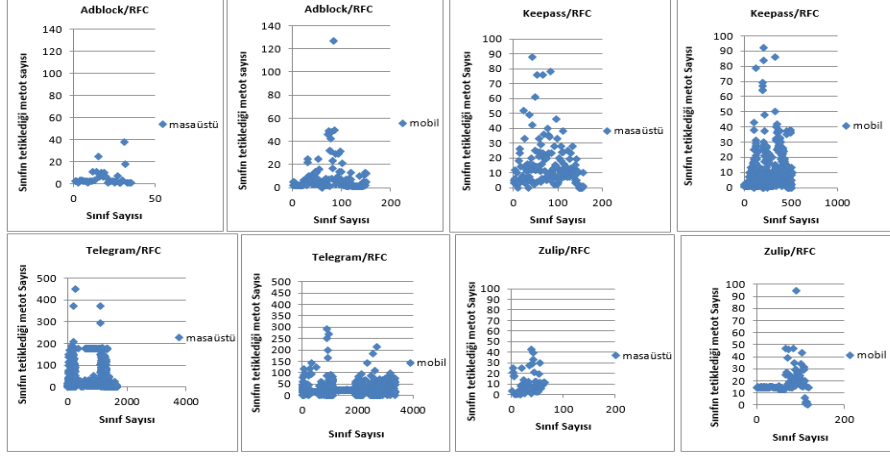 Adblock/RFC
Sınıfın tetiklediği metot Sayısı
140
120
100
80
60
40
20
0
0 50
Sınıf Sayısı
masaüstü
Adblock/RFC
Sınıfın tetiklediği metot Sayısı
140
120
100
80
60
40
20
0
0 100 200
Sınıf Sayısı
mobil
Keepass/RFC
Sınıfın tetiklediği metot Sayısı
100
90
80
70
60
50
40
30
20
10
0
0 100 200
Sınıf Sayısı
masaüstü
Keepass/RFC
Sınıfın tetiklediği metot Sayısı
100
90
80
70
60
50
40
30
20
10
0
0 500 1000
Sınıf Sayısı
mobil
Telegram/RFC
Sınıfın tetiklediği metot Sayısı
500
400
300
200
100
0
0 2000 4000
Sınıf Sayısı
masaüstü
Telegram/RFC
Sınıfın tetiklediği metot Sayısı
500
450
400
350
300
250
200
150
100
50
0
0 2000 4000
Sınıf Sayısı
mobil
Zulip/RFC
Sınıfın tetiklediği metot Sayısı
100
90
80
70
60
50
40
30
20
10
0
0 100 200
Sınıf Sayısı
masaüstü
Zulip/RFC
Sınıfın tetiklediği metot Sayısı
100
90
80
70
60
50
40
30
20
10
0
0 200
Sınıf Sayısı
mobil